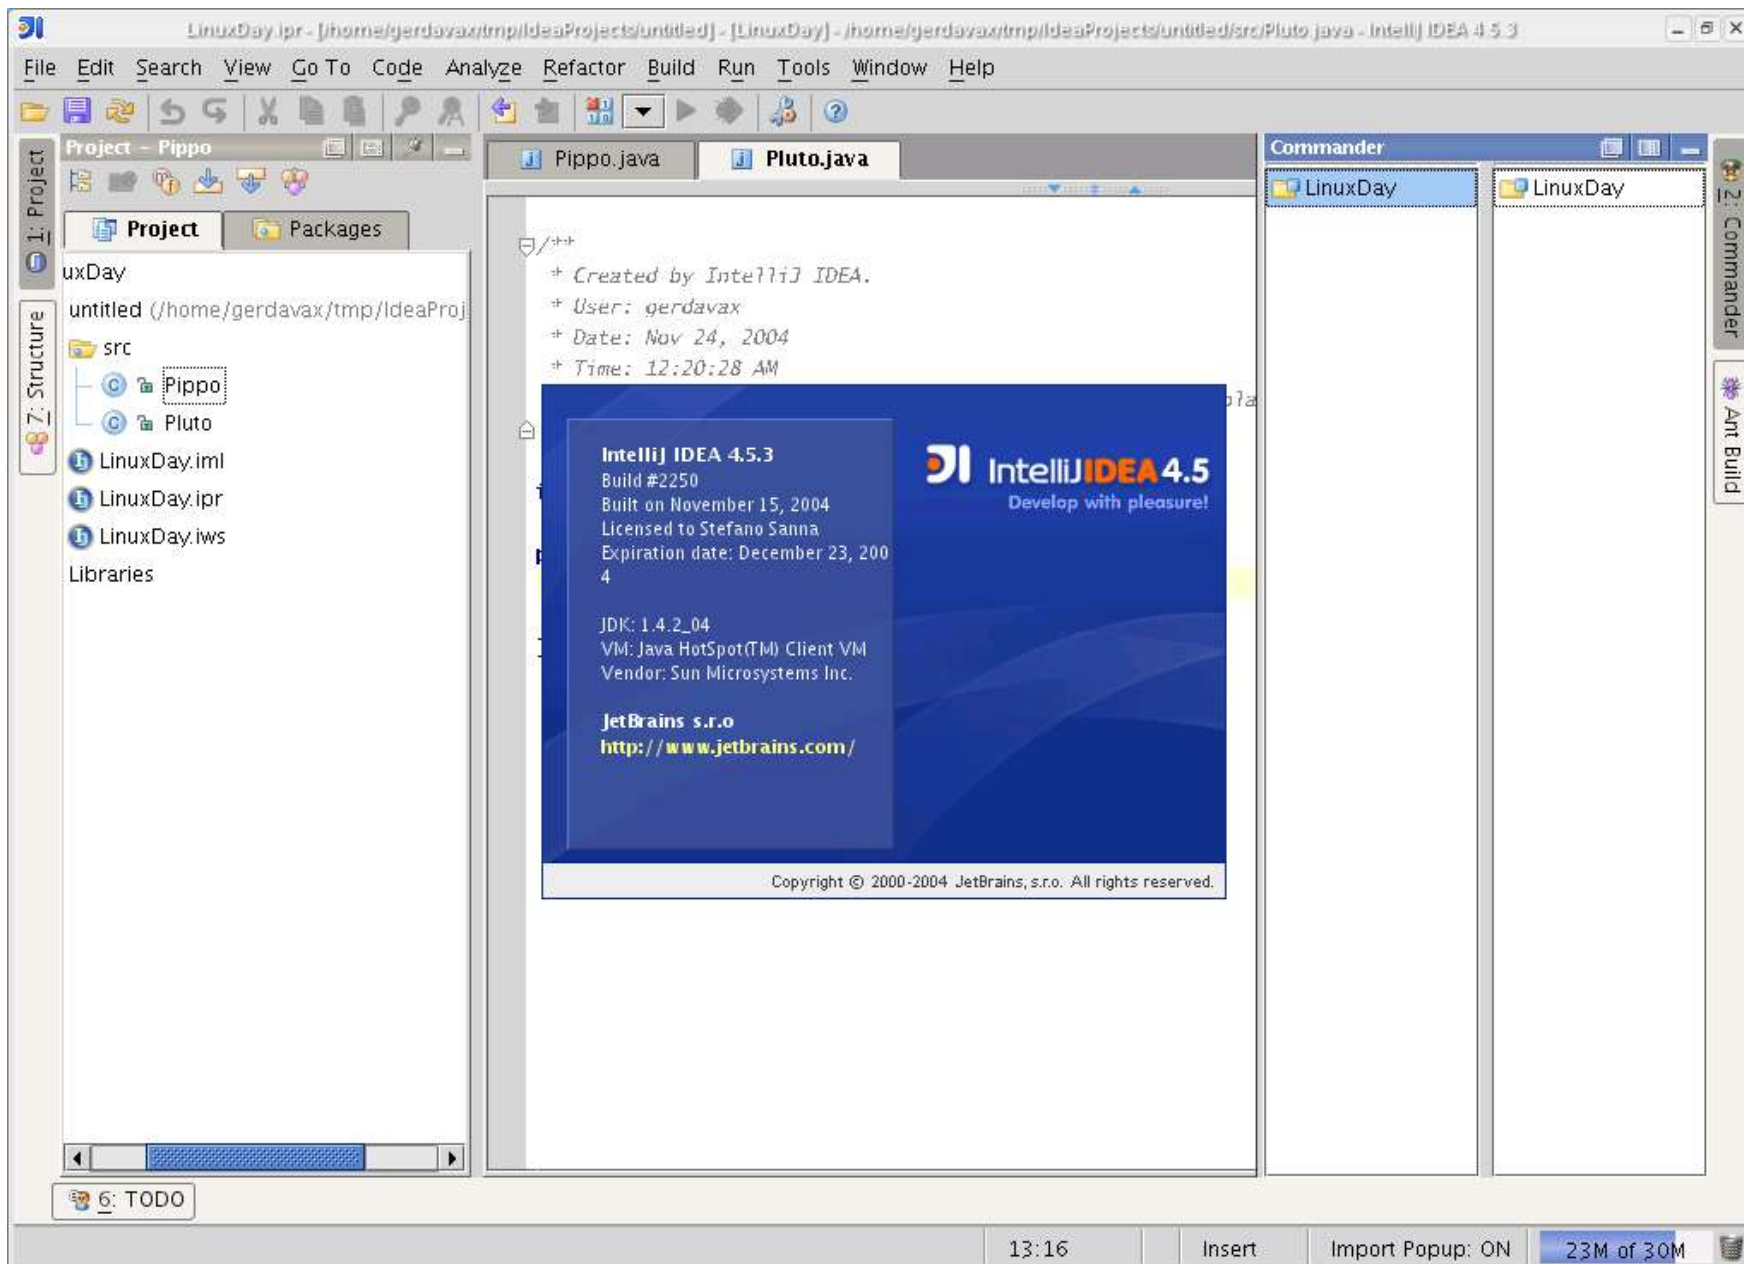 LinuxDay.ipr - [/home/gerdavax/tmp/IdeaProjects/untitled] - [LinuxDay] - /home/gerdavax/tmp/IdeaProjects/untitled/src/Pluto.java - IntelliJ IDEA 4.5.3
File Edit Search View Go To Code Analyze Refactor Build Run Tools Window Help
Project - Pippo
Pippo.java
Pluto.java
Commander
1: Project
7: Structure
Project
Packages
uxDay
untitled (/home/gerdavax/tmp/IdeaProj
src
Pippo
Pluto
LinuxDay.iml
LinuxDay.ipr
LinuxDay.iws
Libraries
/**
* Created by IntelliJ IDEA.
* User: gerdavax
* Date: Nov 24, 2004
* Time: 12:20:28 AM
pla
IntelliJ IDEA 4.5.3
Build #2250
Built on November 15, 2004
Licensed to Stefano Sanna
Expiration date: December 23, 200
4
JDK: 1.4.2_04
VM: Java HotSpot(TM) Client VM
Vendor: Sun Microsystems Inc.
JetBrains s.r.o
http://www.jetbrains.com/
IntelliJ IDEA 4.5
Develop with pleasure!
Copyright © 2000-2004 JetBrains, s.r.o. All rights reserved.
LinuxDay
LinuxDay
2: Commander
Ant Build
6: TODO
13:16
Insert
Import Popup: ON
23M of 30M